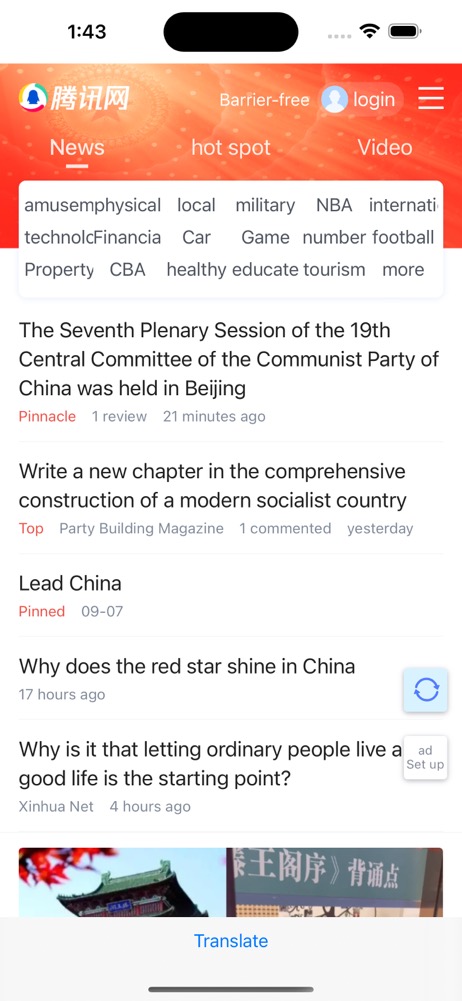 1:43
腾讯网
Barrier-free
login
News hot spot Video
amusem physical local military NBA internati
technolo Financia Car Game number football
Property CBA healthy educate tourism more
The Seventh Plenary Session of the 19th
Central Committee of the Communist Party of
China was held in Beijing
Pinnacle 1 review 21 minutes ago
Write a new chapter in the comprehensive
construction of a modern socialist country
Top Party Building Magazine 1 commented yesterday
Lead China
Pinned 09-07
Why does the red star shine in China
17 hours ago
Why is it that letting ordinary people live a
good life is the starting point?
Xinhua Net 4 hours ago
ad
Set up
王阁序》背诵点
Translate